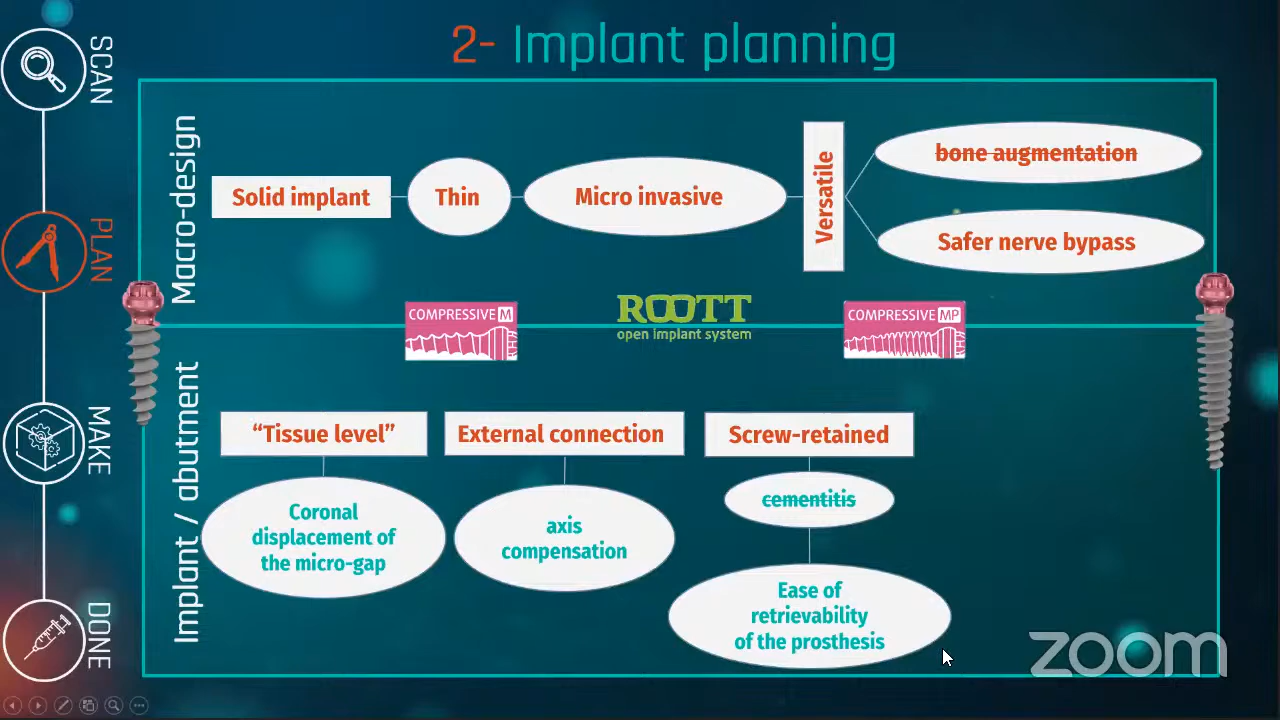 2- Implant planning
SCAN
PLAN
MAKE
DONE
Macro-design
Solid implant
Thin
Micro invasive
Versatile
bone augmentation
Safer nerve bypass
COMPRESSIVE M
ROOTT
open implant system
COMPRESSIVE MP
Implant / abutment
“Tissue level”
Coronal
displacement of
the micro-gap
External connection
axis
compensation
Screw-retained
cementitis
Ease of
retrievability
of the prosthesis
zoom